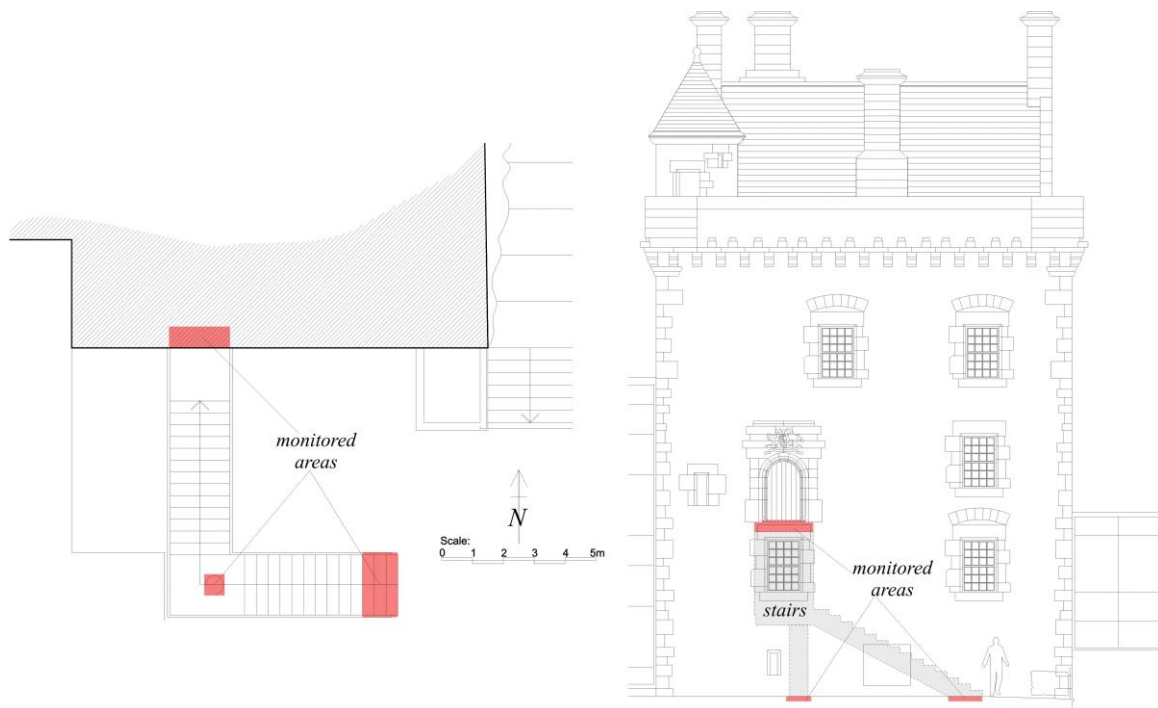 monitored
areas
N
Scale:
0 1 2 3 4 5m
monitored
areas
stairs